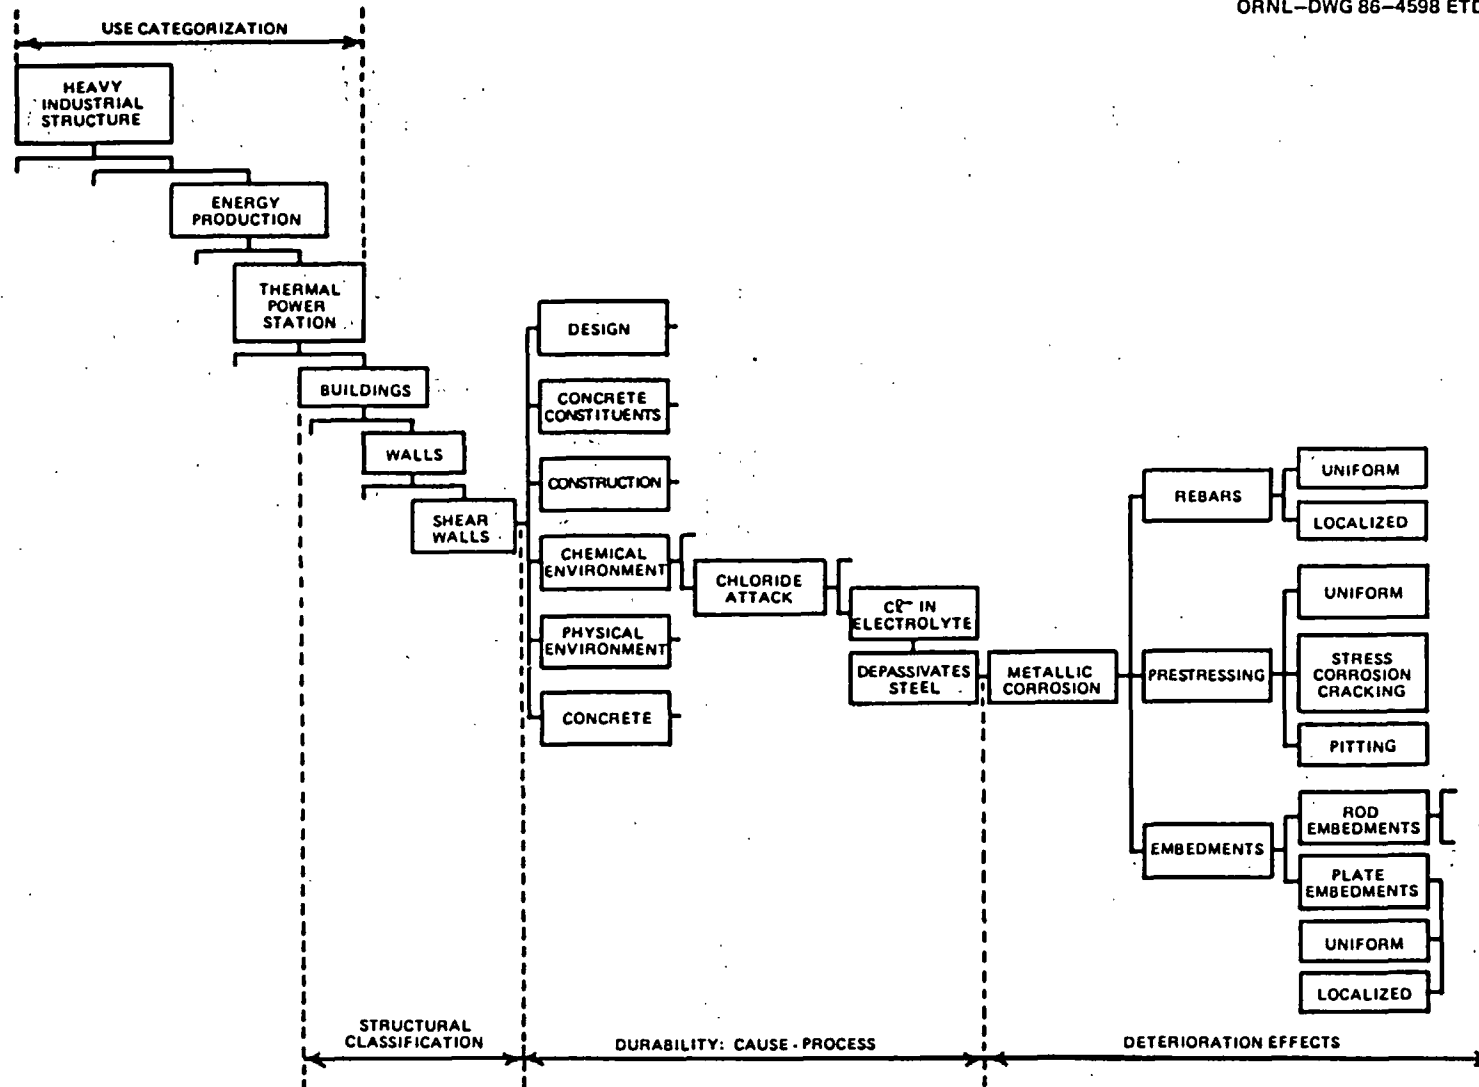 ORNL-DWG 86-4598 ETD
USE CATEGORIZATION
HEAVY
INDUSTRIAL
STRUCTURE
ENERGY
PRODUCTION
THERMAL
POWER
STATION
BUILDINGS
WALLS
SHEAR
WALLS
DESIGN
CONCRETE
CONSTITUENTS
CONSTRUCTION
CHEMICAL
ENVIRONMENT
PHYSICAL
ENVIRONMENT
CONCRETE
CHLORIDE
ATTACK
Cℓ⁻ IN
ELECTROLYTE
DEPASSIVATES
STEEL
METALLIC
CORROSION
REBARS
UNIFORM
LOCALIZED
PRESTRESSING
UNIFORM
STRESS
CORROSION
CRACKING
PITTING
EMBEDMENTS
ROD
EMBEDMENTS
PLATE
EMBEDMENTS
UNIFORM
LOCALIZED
STRUCTURAL
CLASSIFICATION
DURABILITY: CAUSE - PROCESS
DETERIORATION EFFECTS